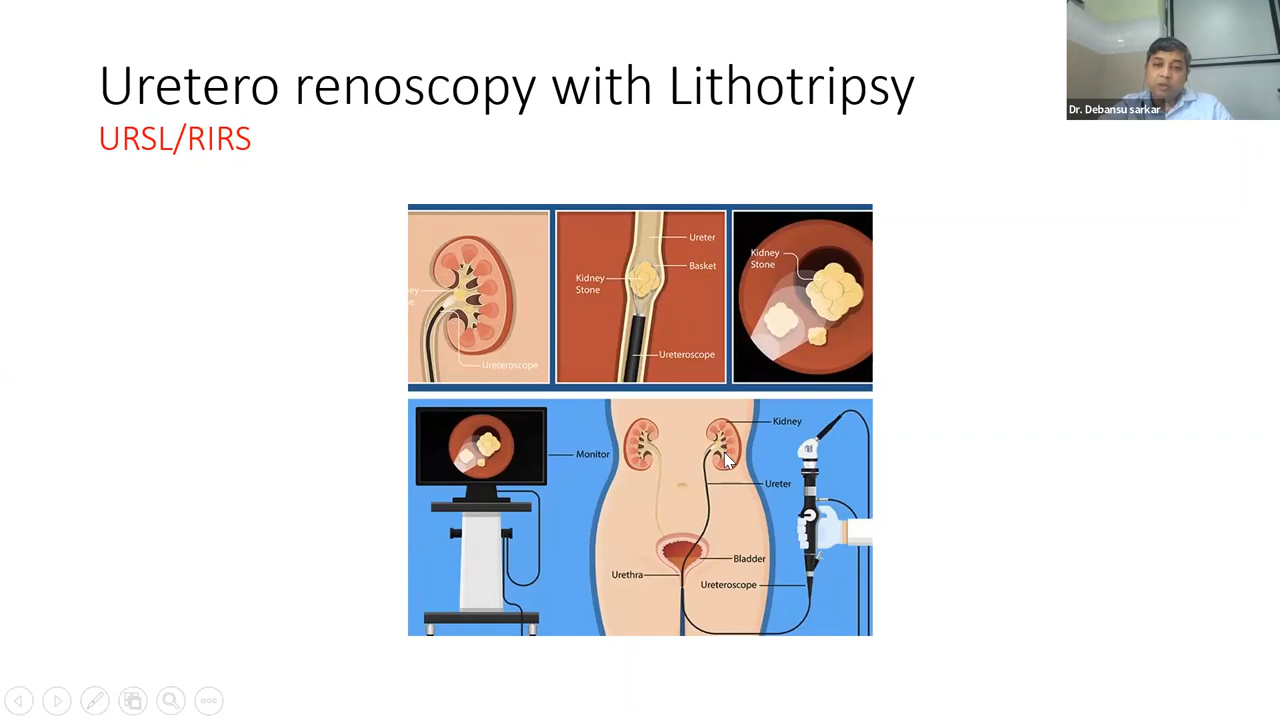 Uretero renoscopy with Lithotripsy
URSL/RIRS
Dr. Debansu sarkar
Ureteroscope
Ureter
Basket
Kidney
Stone
Ureteroscope
Kidney
Stone
Monitor
Kidney
Ureter
Bladder
Urethra
Ureteroscope